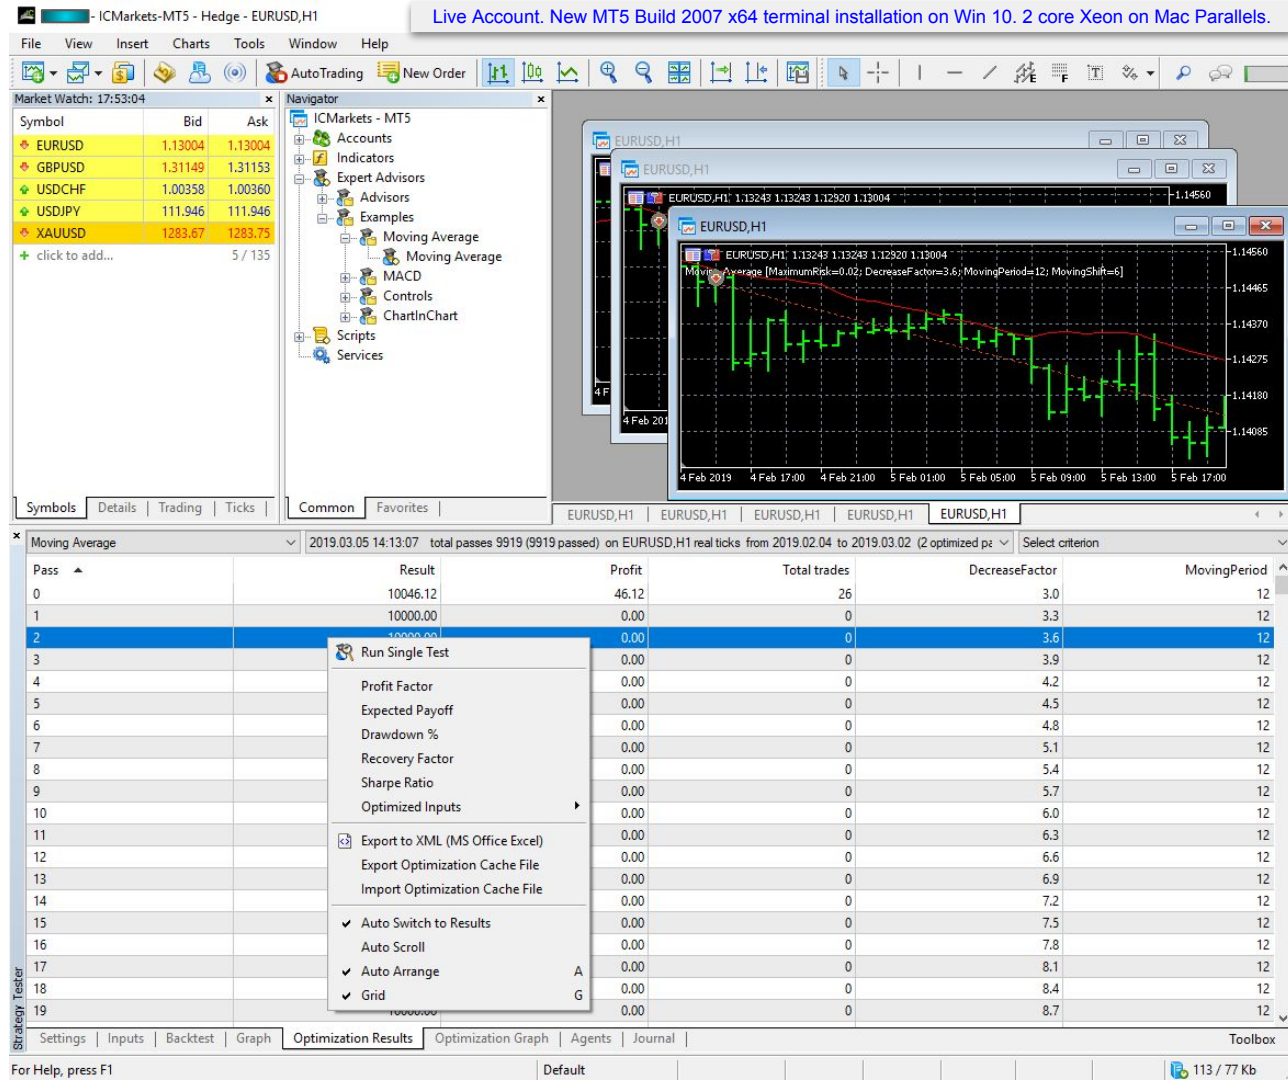 - ICMarkets-MT5 - Hedge - EURUSD,H1
Live Account. New MT5 Build 2007 x64 terminal installation on Win 10. 2 core Xeon on Mac Parallels.
File View Insert Charts Tools Window Help
AutoTrading New Order
Market Watch: 17:53:04
Symbol Bid Ask
EURUSD 1.13004 1.13004
GBPUSD 1.31149 1.31153
USDCHF 1.00358 1.00360
USDJPY 111.946 111.946
XAUUSD 1283.67 1283.75
click to add... 5 / 135
Symbols Details Trading Ticks
Navigator
ICMarkets - MT5
Accounts
Indicators
Expert Advisors
Advisors
Examples
Moving Average
Moving Average
MACD
Controls
ChartInChart
Scripts
Services
Common Favorites
EURUSD,H1
4 F
EURUSD,H1
EURUSD,H1 1.13243 1.13243 1.12920 1.13004
1.14560
4 Feb 201
EURUSD,H1
EURUSD,H1 1.13243 1.13243 1.12920 1.13004
Moving Average [MaximumRisk=0.02; DecreaseFactor=3.6; MovingPeriod=12; MovingShift=6]
1.14560
1.14465
1.14370
1.14275
1.14180
1.14085
4 Feb 2019 4 Feb 17:00 4 Feb 21:00 5 Feb 01:00 5 Feb 05:00 5 Feb 09:00 5 Feb 13:00 5 Feb 17:00
EURUSD,H1 EURUSD,H1 EURUSD,H1 EURUSD,H1 EURUSD,H1
Moving Average 2019.03.05 14:13:07 total passes 9919 (9919 passed) on EURUSD,H1 real ticks from 2019.02.04 to 2019.03.02 (2 optimized pa Select criterion
Pass Result Profit Total trades DecreaseFactor MovingPeriod
0 10046.12 46.12 26 3.0 12
1 10000.00 0.00 0 3.3 12
2 10000.00 0.00 0 3.6 12
3 0.00 0 3.9 12
4 0.00 0 4.2 12
5 0.00 0 4.5 12
6 0.00 0 4.8 12
7 0.00 0 5.1 12
8 0.00 0 5.4 12
9 0.00 0 5.7 12
10 0.00 0 6.0 12
11 0.00 0 6.3 12
12 0.00 0 6.6 12
13 0.00 0 6.9 12
14 0.00 0 7.2 12
15 0.00 0 7.5 12
16 0.00 0 7.8 12
17 0.00 0 8.1 12
18 0.00 0 8.4 12
19 10000.00 0.00 0 8.7 12
Run Single Test
Profit Factor
Expected Payoff
Drawdown %
Recovery Factor
Sharpe Ratio
Optimized Inputs
Export to XML (MS Office Excel)
Export Optimization Cache File
Import Optimization Cache File
Auto Switch to Results
Auto Scroll
Auto Arrange A
Grid G
Strategy Tester
Settings Inputs Backtest Graph Optimization Results Optimization Graph Agents Journal Toolbox
For Help, press F1 Default 113 / 77 Kb